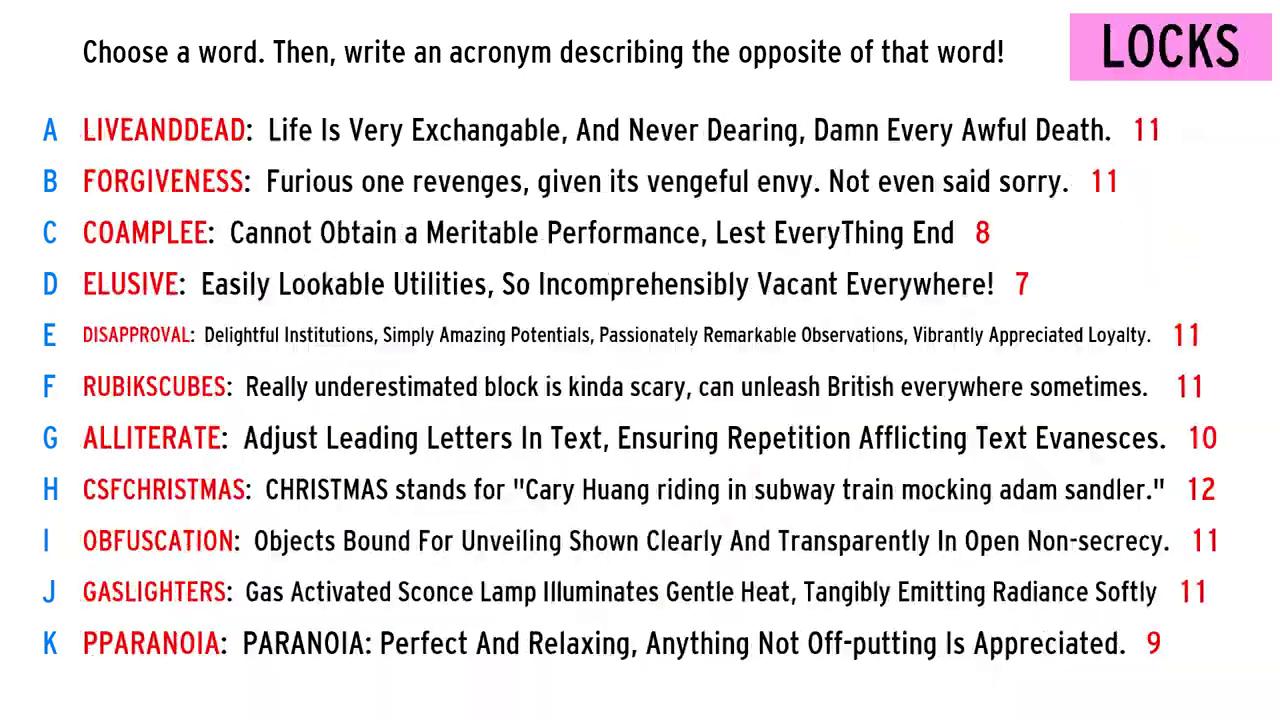 Choose a word. Then, write an acronym describing the opposite of that word!
LOCKS
A LIVEANDDEAD: Life Is Very Exchangable, And Never Dearing, Damn Every Awful Death. 11
B FORGIVENESS: Furious one revenges, given its vengeful envy. Not even said sorry. 11
C COAMPLEE: Cannot Obtain a Meritable Performance, Lest EveryThing End 8
D ELUSIVE: Easily Lookable Utilities, So Incomprehensibly Vacant Everywhere! 7
E DISAPPROVAL: Delightful Institutions, Simply Amazing Potentials, Passionately Remarkable Observations, Vibrantly Appreciated Loyalty. 11
F RUBIKSCUBES: Really underestimated block is kinda scary, can unleash British everywhere sometimes. 11
G ALLITERATE: Adjust Leading Letters In Text, Ensuring Repetition Afflicting Text Evanesces. 10
H CSFCHRISTMAS: CHRISTMAS stands for "Cary Huang riding in subway train mocking adam sandler." 12
I OBFUSCATION: Objects Bound For Unveiling Shown Clearly And Transparently In Open Non-secrecy. 11
J GASLIGHTERS: Gas Activated Sconce Lamp Illuminates Gentle Heat, Tangibly Emitting Radiance Softly 11
K PPARANOIA: PARANOIA: Perfect And Relaxing, Anything Not Off-putting Is Appreciated. 9